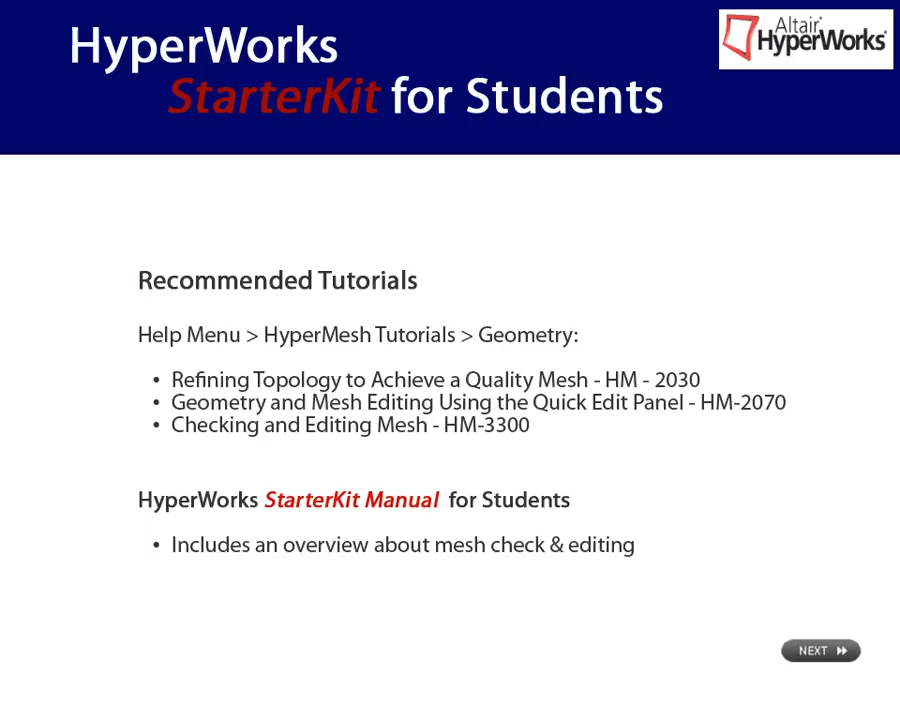 HyperWorks
StarterKit for Students
Altair®
HyperWorks®
Recommended Tutorials
Help Menu > HyperMesh Tutorials > Geometry:
• Refining Topology to Achieve a Quality Mesh - HM - 2030
• Geometry and Mesh Editing Using the Quick Edit Panel - HM-2070
• Checking and Editing Mesh - HM-3300
HyperWorks StarterKit Manual for Students
• Includes an overview about mesh check & editing
NEXT